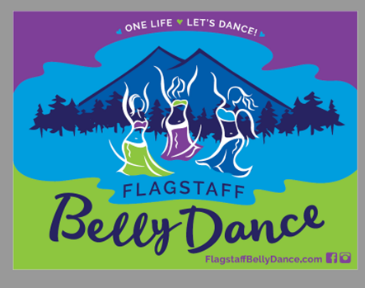 ONE LIFE ♥ LET'S DANCE!
FLAGSTAFF
Belly Dance
FlagstaffBellyDance.com